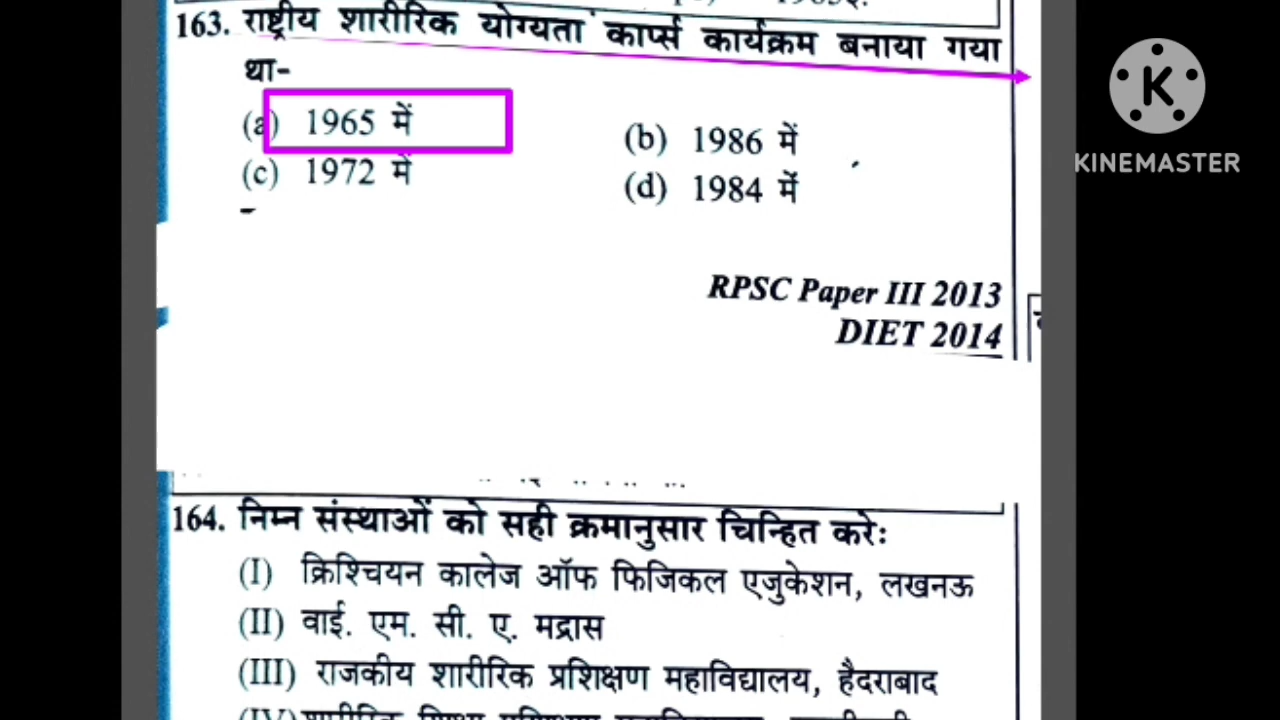 163. राष्ट्रीय शारीरिक योग्यता कार्प्स कार्यक्रम बनाया गया
था-
(a) 1965 में
(b) 1986 में
(c) 1972 में
(d) 1984 में
RPSC Paper III 2013
DIET 2014
164. निम्न संस्थाओं को सही क्रमानुसार चिन्हित करेः
(I) क्रिश्चियन कालेज ऑफ फिजिकल एजुकेशन, लखनऊ
(II) वाई. एम. सी. ए. मद्रास
(III) राजकीय शारीरिक प्रशिक्षण महाविद्यालय, हैदराबाद
K
KINEMASTER